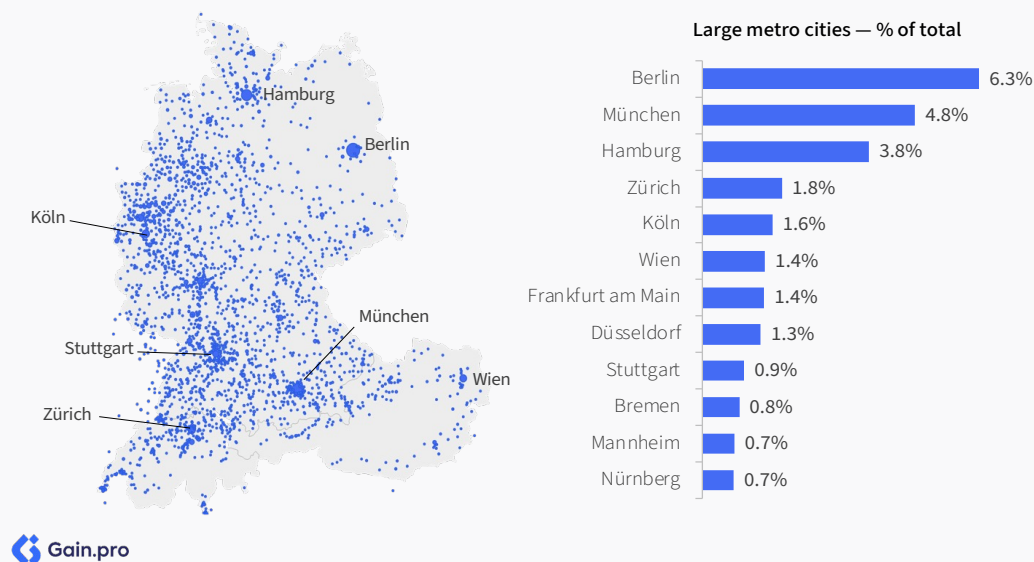 Hamburg
Berlin
Köln
München
Stuttgart
Wien
Zürich
Large metro cities — % of total
Berlin 6.3%
München 4.8%
Hamburg 3.8%
Zürich 1.8%
Köln 1.6%
Wien 1.4%
Frankfurt am Main 1.4%
Düsseldorf 1.3%
Stuttgart 0.9%
Bremen 0.8%
Mannheim 0.7%
Nürnberg 0.7%
Gain.pro